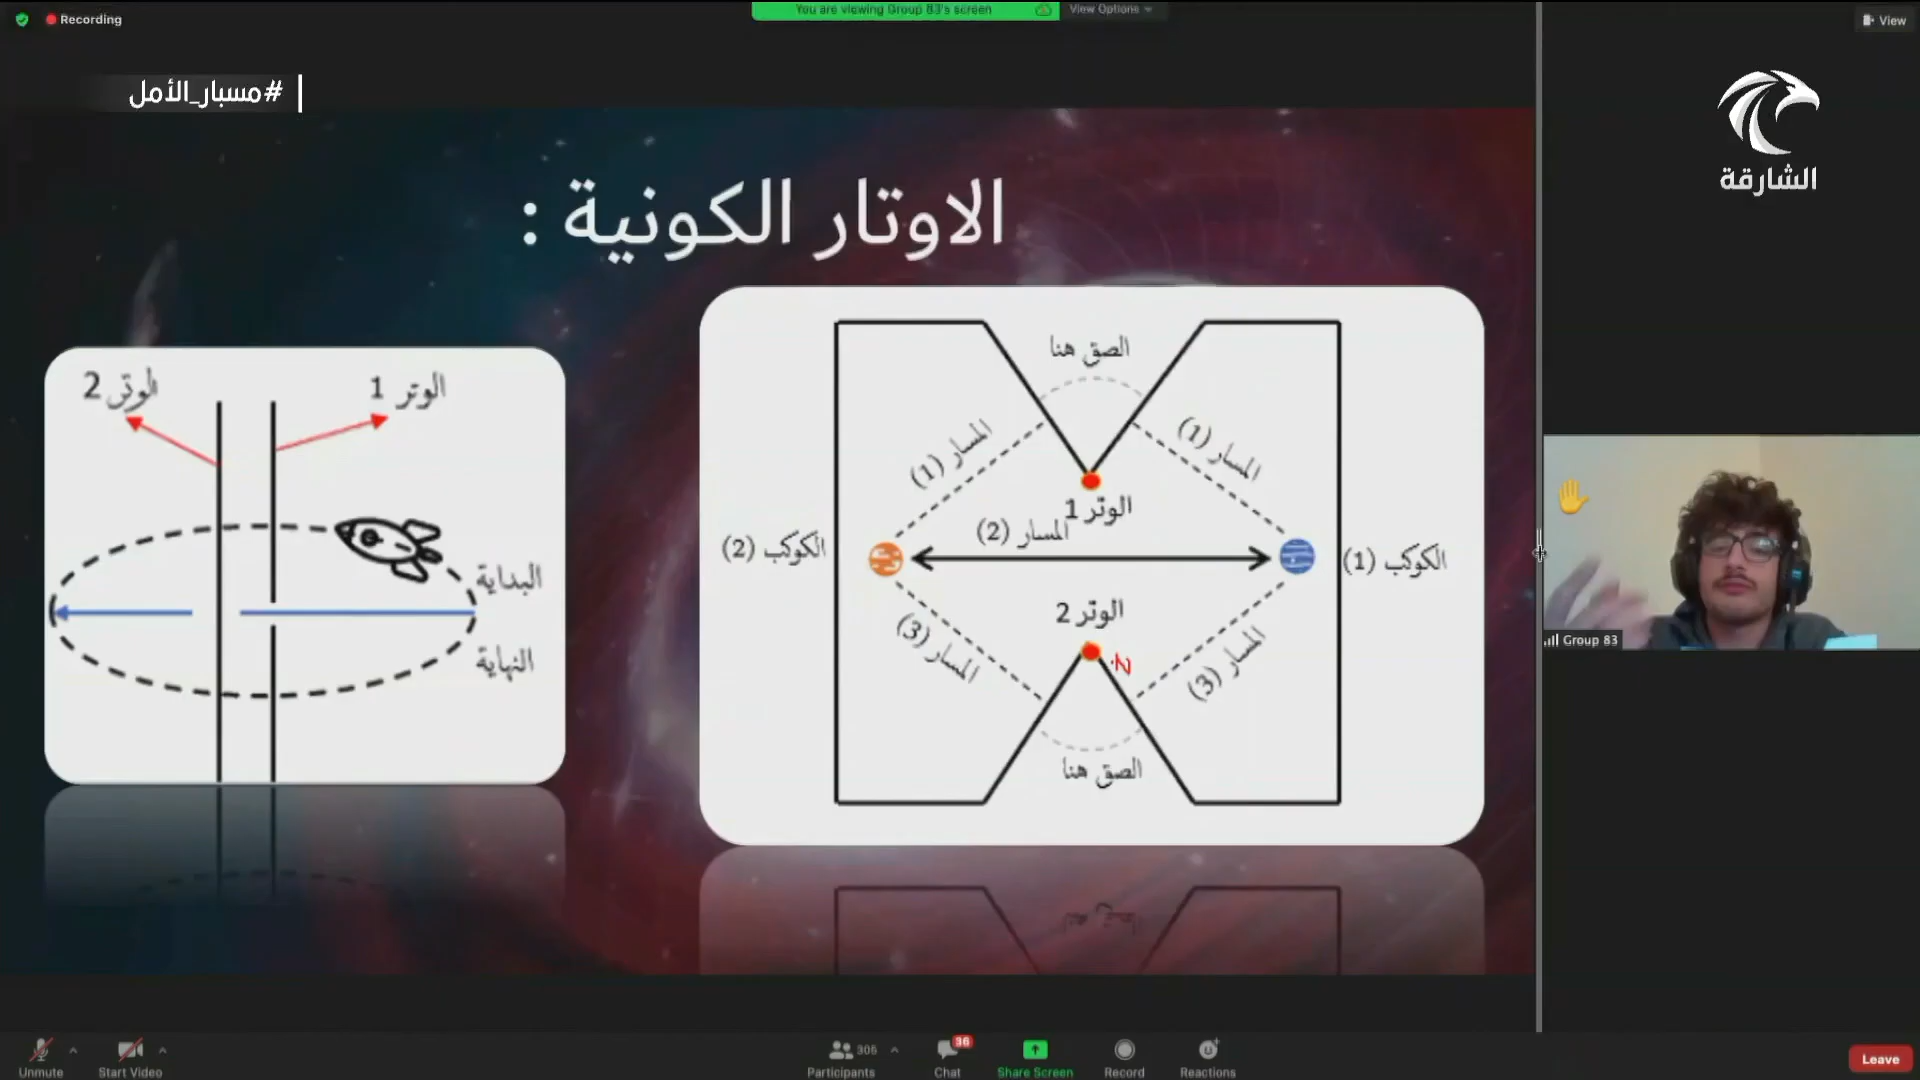 Recording
You are viewing Group 83's screen
View Options
View
#مسبار_الأمل
الشارقة
الاوتار الكونية :
الوتر 2
الوتر 1
البداية
النهاية
الصق هنا
المسار (1)
المسار (1)
الوتر 1
المسار (2)
الكوكب (2)
الكوكب (1)
الوتر 2
المسار (3)
المسار (3)
الصق هنا
Group 83
Unmute
Start Video
305
Participants
36
Chat
Share Screen
Record
Reactions
Leave